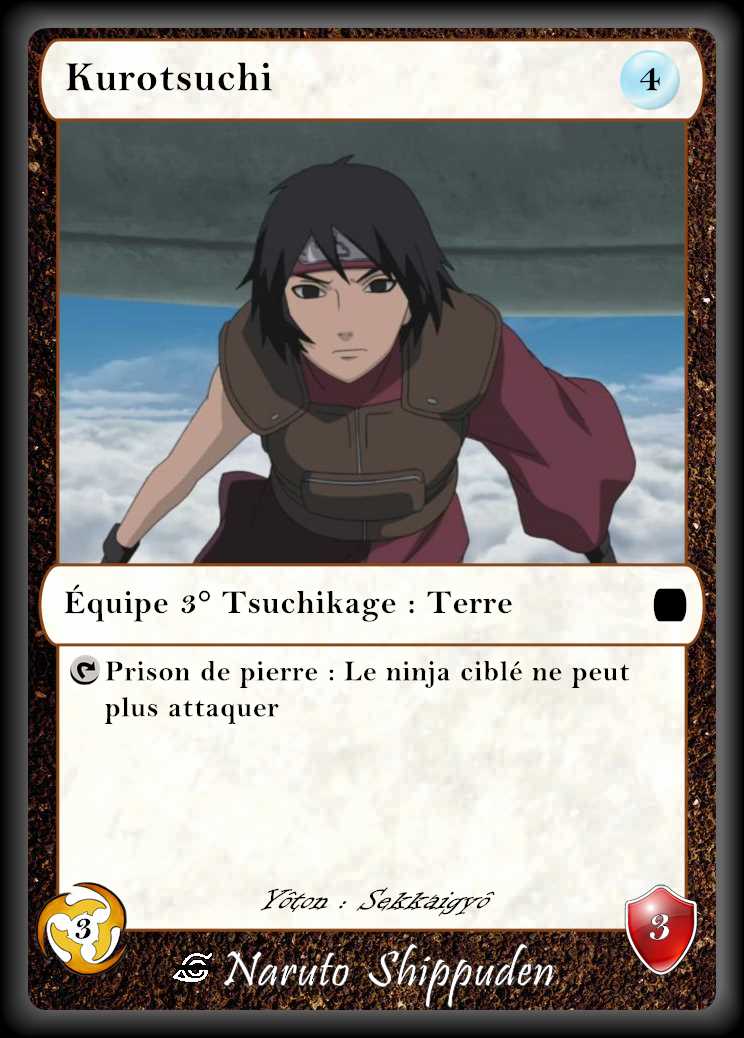 Kurotsuchi
4
Équipe 3° Tsuchikage : Terre
Prison de pierre : Le ninja ciblé ne peut
plus attaquer
Yôton : Sekkaigyô
3
3
Naruto Shippuden